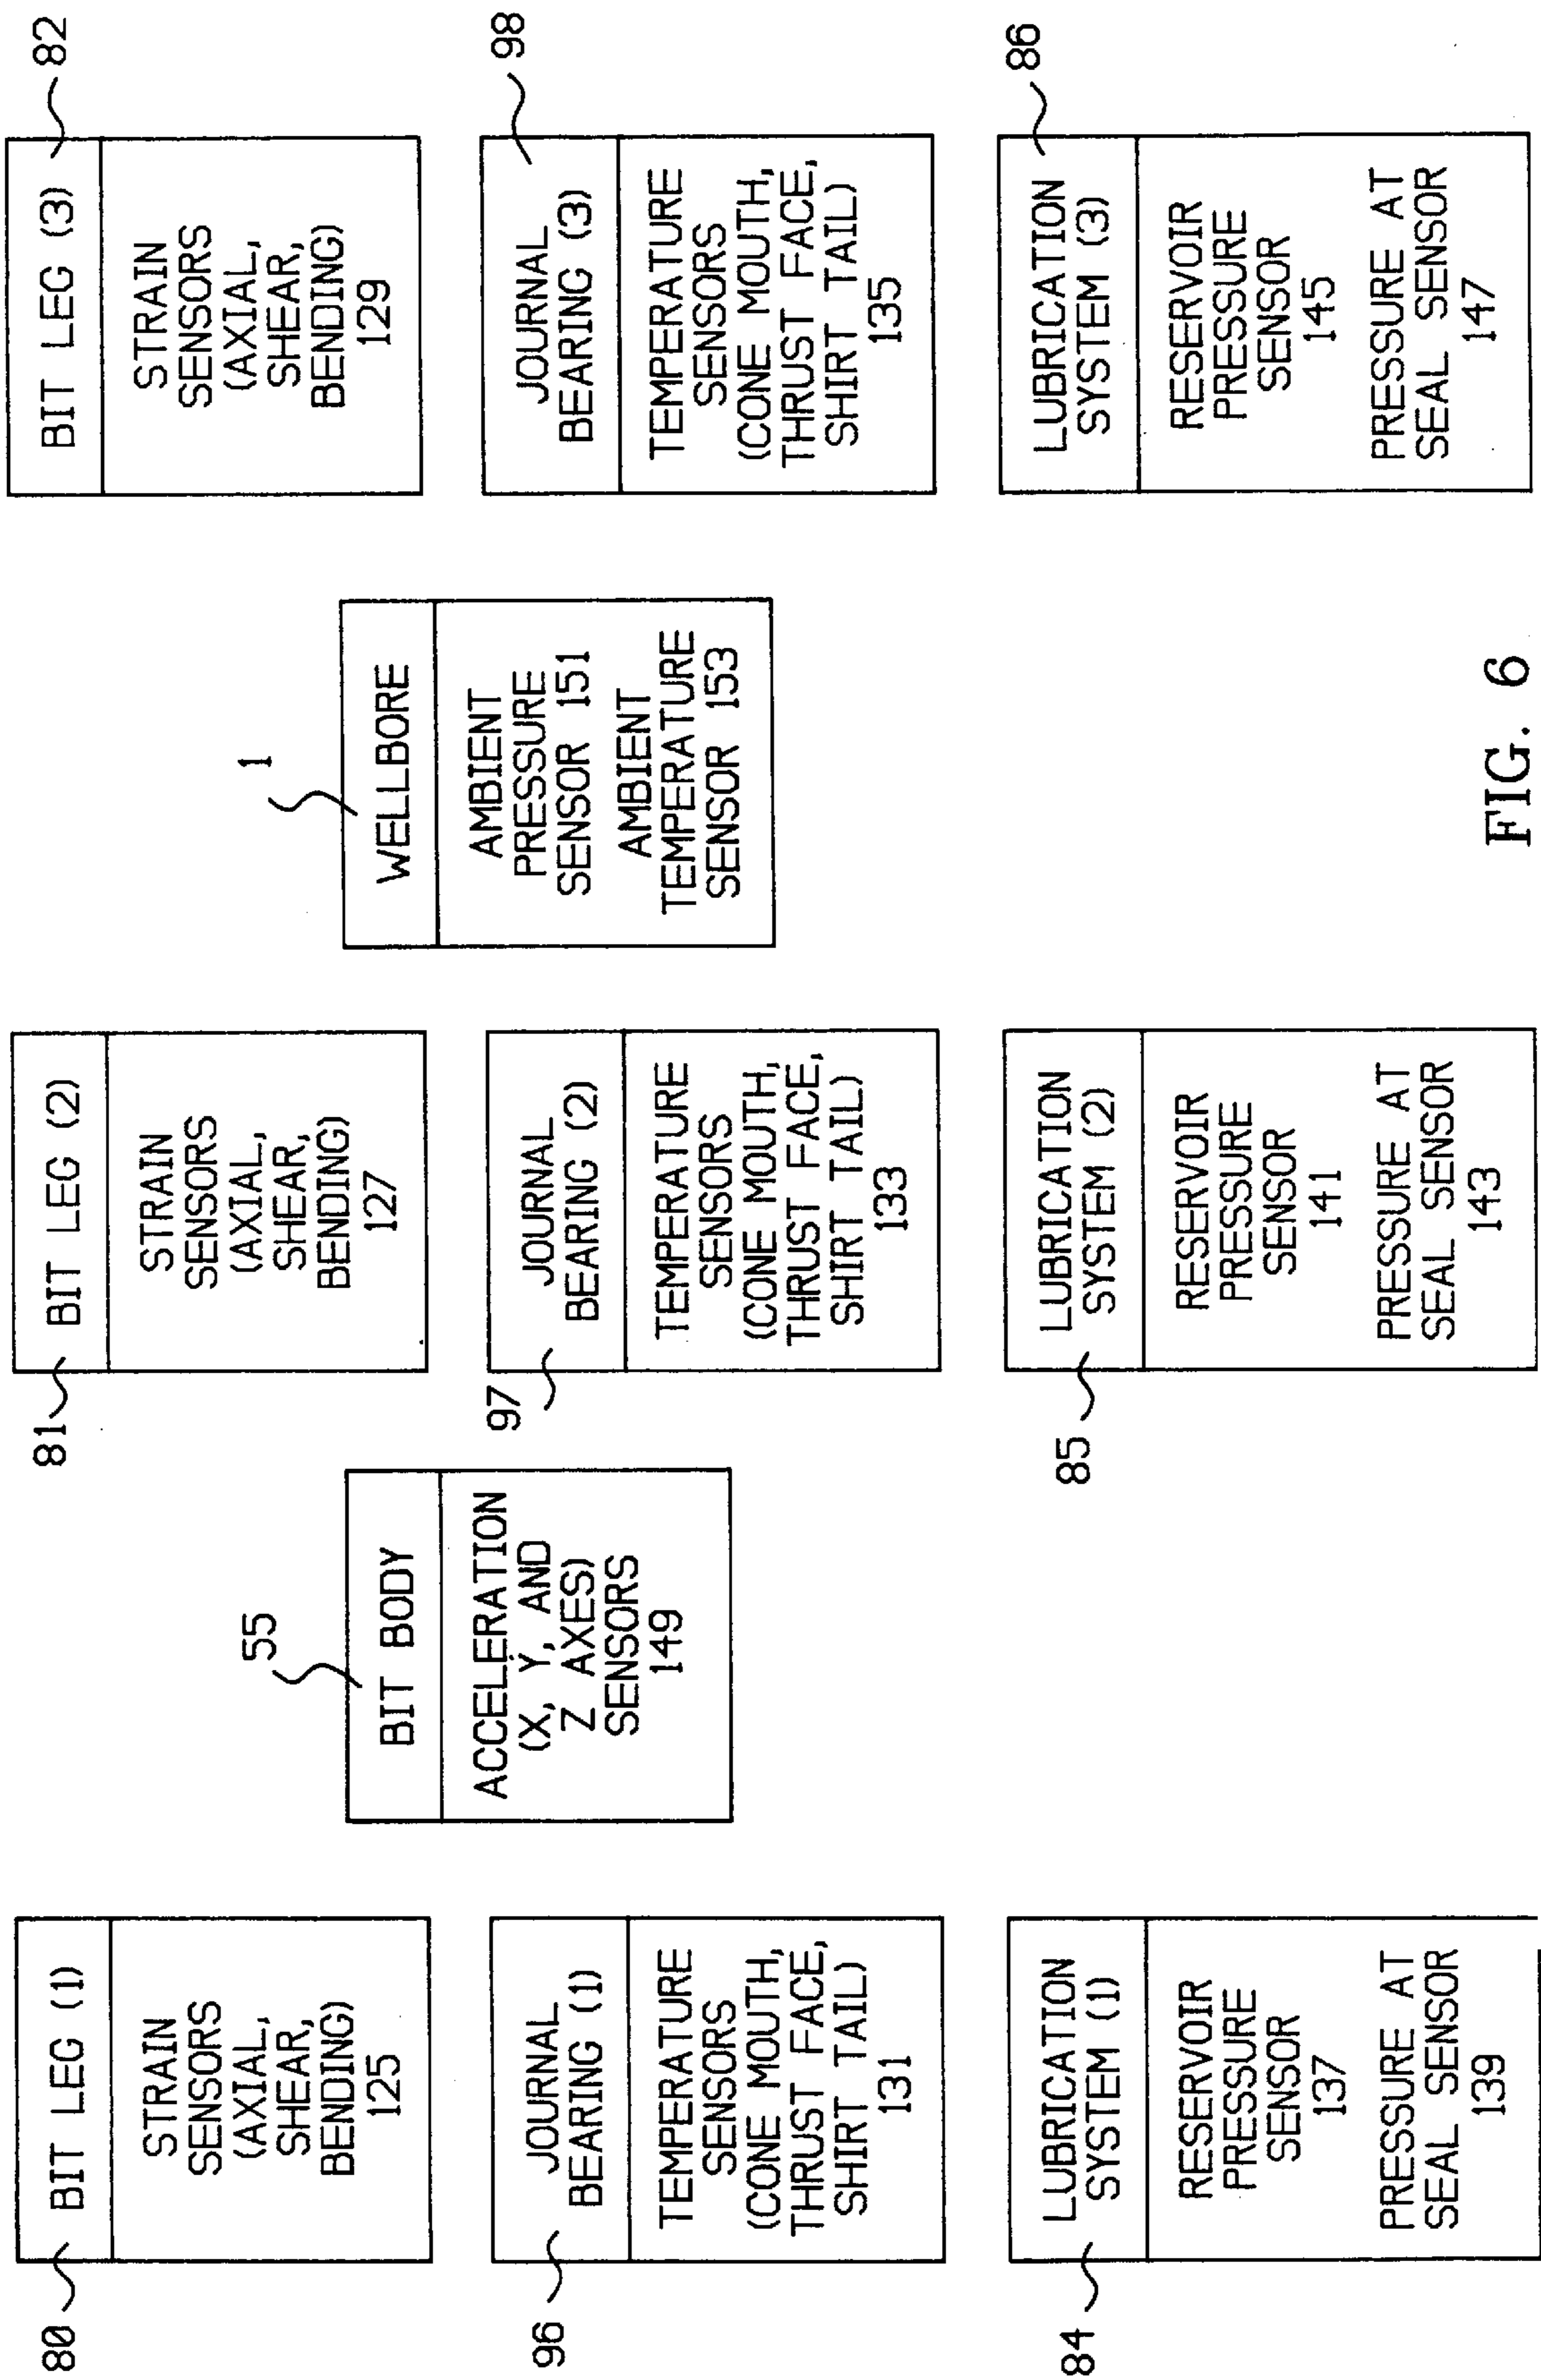 80
BIT LEG (1)
STRAIN
SENSORS
(AXIAL,
SHEAR,
BENDING)
125
81
BIT LEG (2)
STRAIN
SENSORS
(AXIAL,
SHEAR,
BENDING)
127
82
BIT LEG (3)
STRAIN
SENSORS
(AXIAL,
SHEAR,
BENDING)
129
55
BIT BODY
ACCELERATION
(X, Y, AND
Z AXES)
SENSORS
149
1
WELLBORE
AMBIENT
PRESSURE
SENSOR 151
AMBIENT
TEMPERATURE
SENSOR 153
96
JOURNAL
BEARING (1)
TEMPERATURE
SENSORS
(CONE MOUTH,
THRUST FACE,
SHIRT TAIL)
131
97
JOURNAL
BEARING (2)
TEMPERATURE
SENSORS
(CONE MOUTH,
THRUST FACE,
SHIRT TAIL)
133
98
JOURNAL
BEARING (3)
TEMPERATURE
SENSORS
(CONE MOUTH,
THRUST FACE,
SHIRT TAIL)
135
84
LUBRICATION
SYSTEM (1)
RESERVOIR
PRESSURE
SENSOR
137
PRESSURE AT
SEAL SENSOR
139
85
LUBRICATION
SYSTEM (2)
RESERVOIR
PRESSURE
SENSOR
141
PRESSURE AT
SEAL SENSOR
143
86
LUBRICATION
SYSTEM (3)
RESERVOIR
PRESSURE
SENSOR
145
PRESSURE AT
SEAL SENSOR
147
FIG. 6